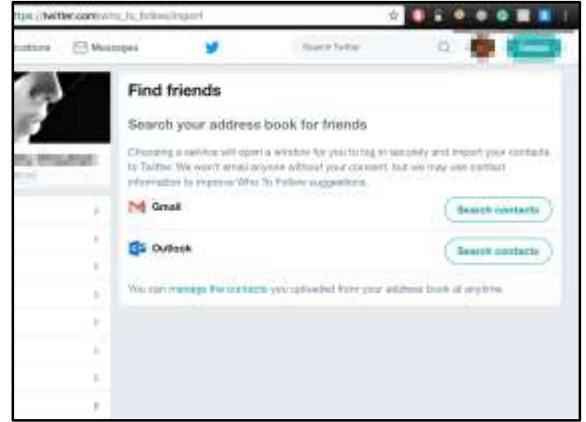 https://twitter.com/who_to_follow/import
Messages
Search Twitter
Find friends
Search your address book for friends
Choosing a service will open a window for you to log in securely and import your contacts
to Twitter. We won't email anyone without your consent, but we may use contact
information to improve Who To Follow suggestions.
Gmail
Search contacts
Outlook
Search contacts
You can manage the contacts you uploaded from your address book at anytime.